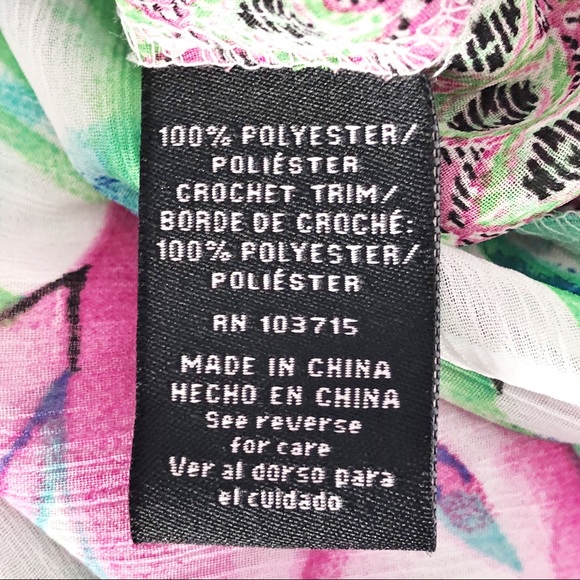 100% POLYESTER/
POLIÉSTER
CROCHET TRIM/
BORDE DE CROCHÉ:
100% POLYESTER/
POLIÉSTER
RN 103715
MADE IN CHINA
HECHO EN CHINA
See reverse
for care
Ver al dorso para
el cuidado